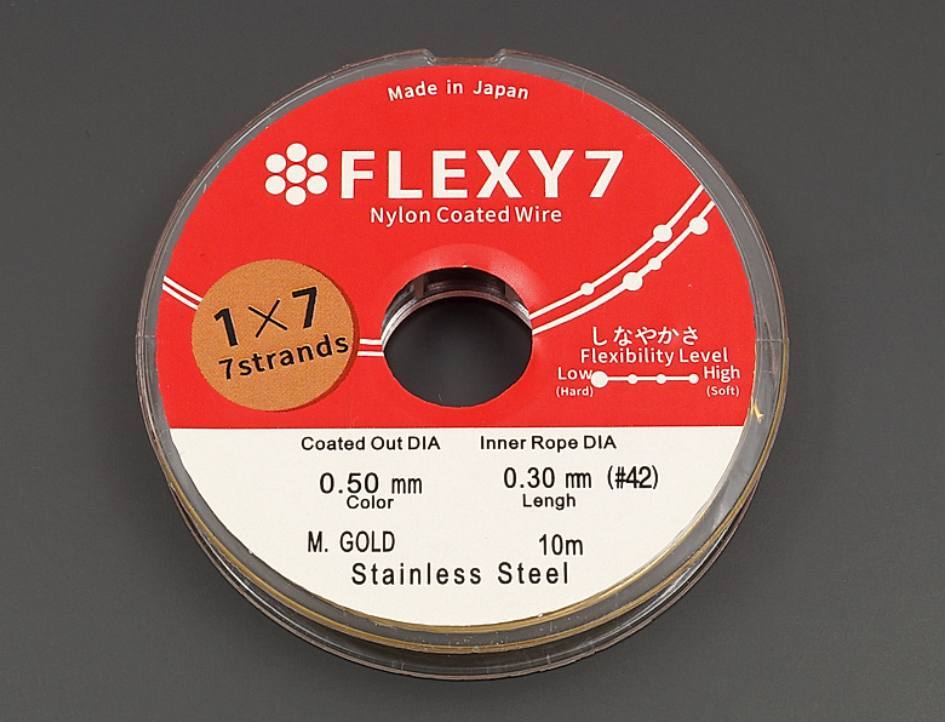 Made in Japan
FLEXY7
Nylon Coated Wire
1×7
7strands
しなやかさ
Flexibility Level
Low High
(Hard) (Soft)
Coated Out DIA Inner Rope DIA
0.50 mm 0.30 mm (#42)
Color Lengh
M. GOLD 10m
Stainless Steel